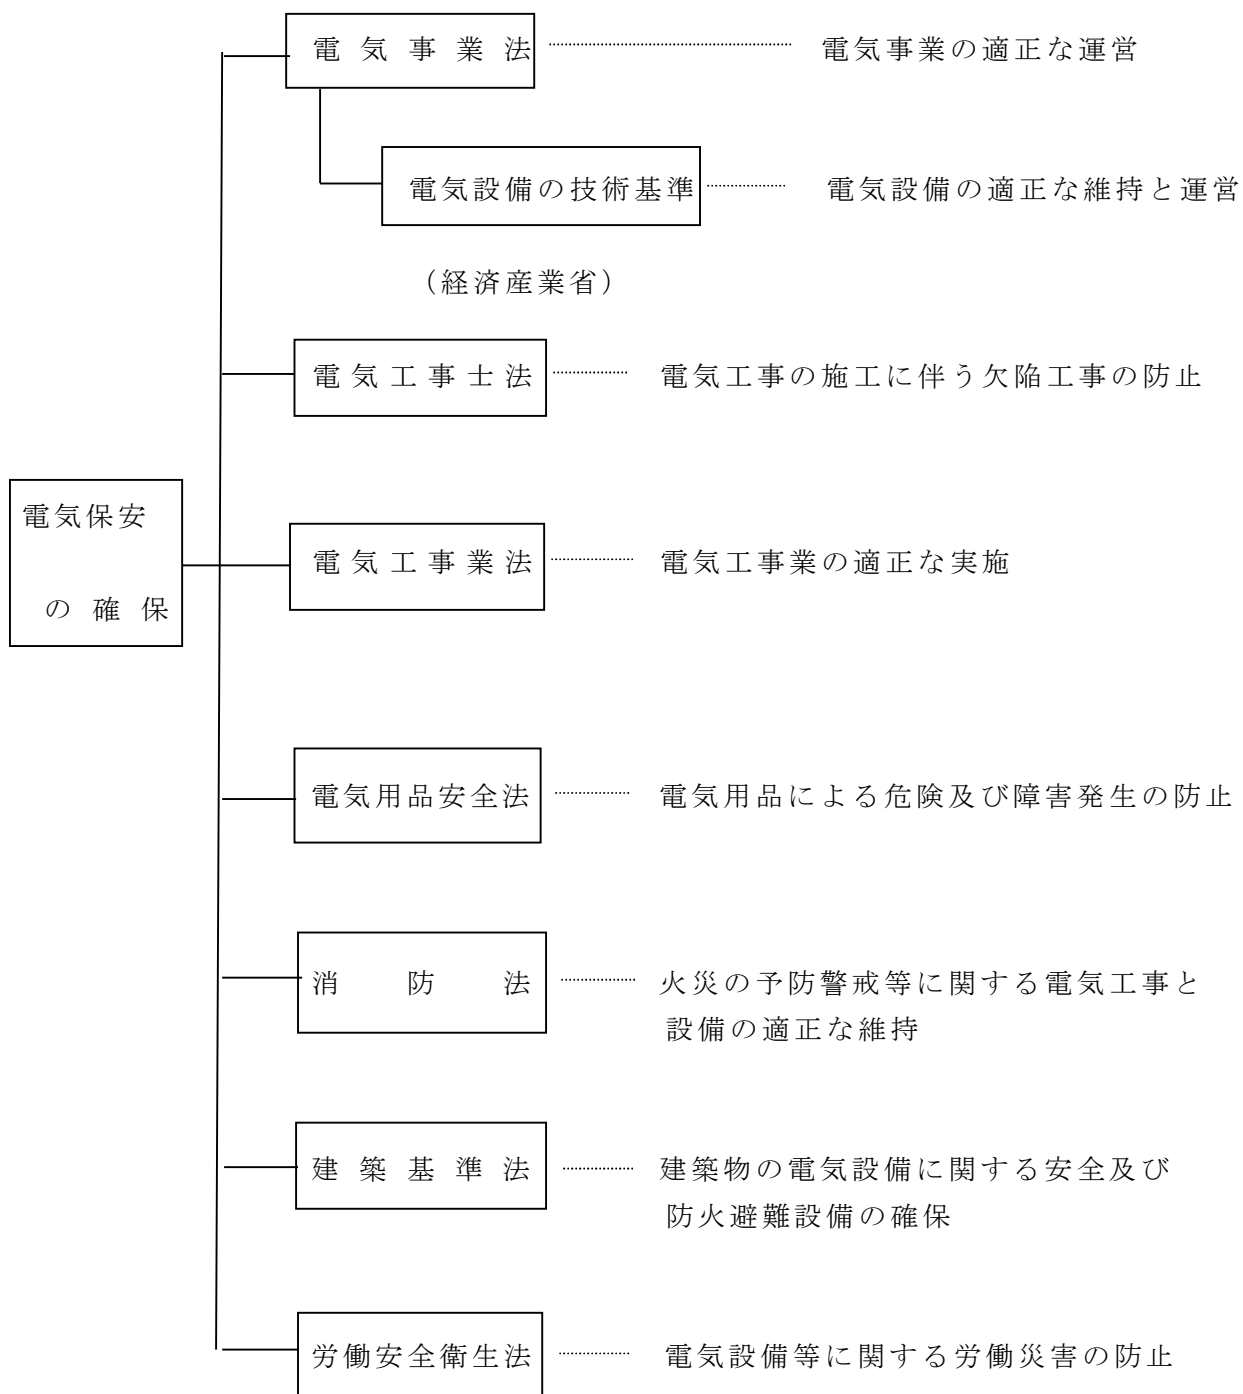 電気事業法 電気事業の適正な運営
電気設備の技術基準 電気設備の適正な維持と運営
（経済産業省）
電気工事士法 電気工事の施工に伴う欠陥工事の防止
電気保安
の確保
電気工事業法 電気工事業の適正な実施
電気用品安全法 電気用品による危険及び障害発生の防止
消防法 火災の予防警戒等に関する電気工事と
設備の適正な維持
建築基準法 建築物の電気設備に関する安全及び
防火避難設備の確保
労働安全衛生法 電気設備等に関する労働災害の防止